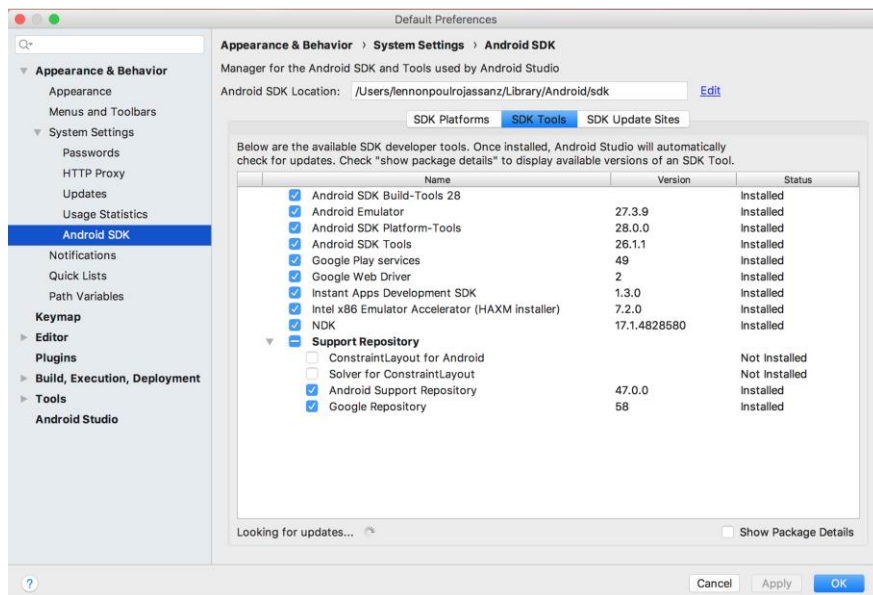 Default Preferences
Appearance & Behavior
Appearance
Menus and Toolbars
System Settings
Passwords
HTTP Proxy
Updates
Usage Statistics
Android SDK
Notifications
Quick Lists
Path Variables
Keymap
Editor
Plugins
Build, Execution, Deployment
Tools
Android Studio
Appearance & Behavior › System Settings › Android SDK
Manager for the Android SDK and Tools used by Android Studio
Android SDK Location: /Users/lennonpoulrojassanz/Library/Android/sdk Edit
SDK Platforms SDK Tools SDK Update Sites
Below are the available SDK developer tools. Once installed, Android Studio will automatically
check for updates. Check "show package details" to display available versions of an SDK Tool.
Name Version Status
Android SDK Build-Tools 28 Installed
Android Emulator 27.3.9 Installed
Android SDK Platform-Tools 28.0.0 Installed
Android SDK Tools 26.1.1 Installed
Google Play services 49 Installed
Google Web Driver 2 Installed
Instant Apps Development SDK 1.3.0 Installed
Intel x86 Emulator Accelerator (HAXM installer) 7.2.0 Installed
NDK 17.1.4828580 Installed
Support Repository
ConstraintLayout for Android Not Installed
Solver for ConstraintLayout Not Installed
Android Support Repository 47.0.0 Installed
Google Repository 58 Installed
Looking for updates... Show Package Details
? Cancel Apply OK